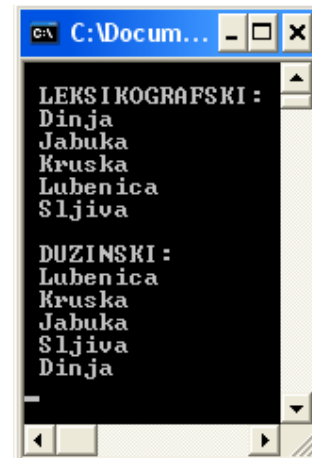 C:\Docum...
LEKSIKOGRAFSKI:
Dinja
Jabuka
Kruska
Lubenica
Sljiva
DUZINSKI:
Lubenica
Kruska
Jabuka
Sljiva
Dinja